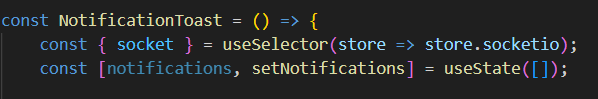 const NotificationToast = () => {
const { socket } = useSelector(store => store.socketio);
const [notifications, setNotifications] = useState([]);